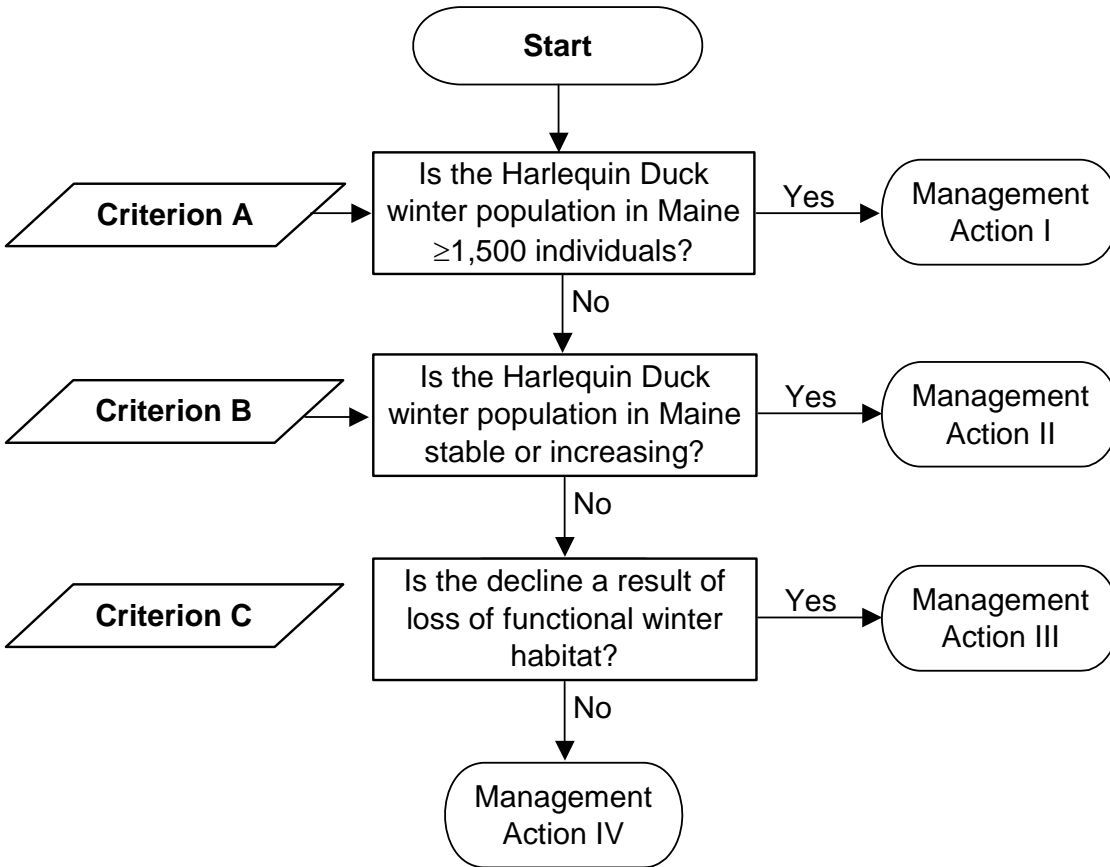 Start
Criterion A
Is the Harlequin Duck
winter population in Maine
≥1,500 individuals?
Yes
Management
Action I
No
Criterion B
Is the Harlequin Duck
winter population in Maine
stable or increasing?
Yes
Management
Action II
No
Criterion C
Is the decline a result of
loss of functional winter
habitat?
Yes
Management
Action III
No
Management
Action IV